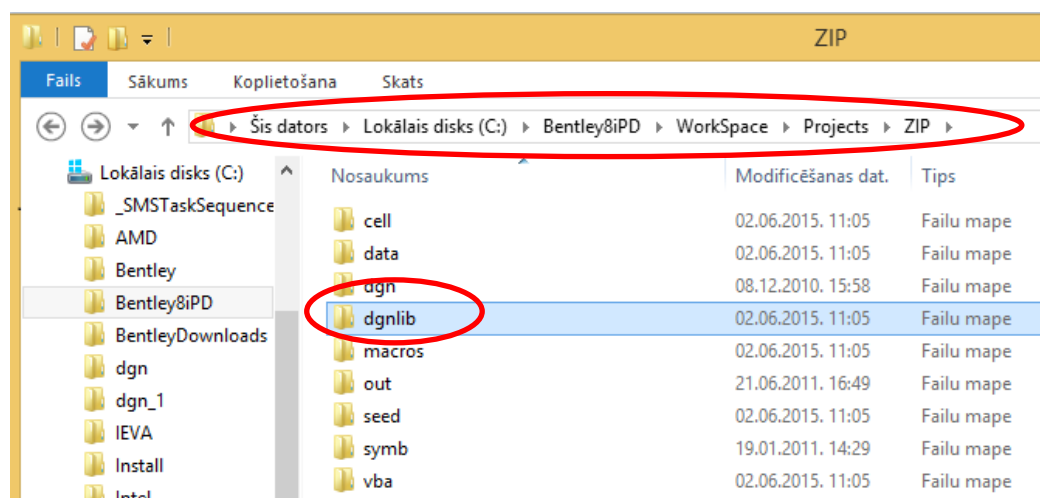 ZIP
Fails Sākums Koplietošana Skats
Šis dators Lokālais disks (C:) Bentley8iPD WorkSpace Projects ZIP
Lokālais disks (C:)
_SMSTaskSequence
AMD
Bentley
Bentley8iPD
BentleyDownloads
dgn
dgn_1
IEVA
Install
Intel
Nosaukums Modificēšanas dat. Tips
cell 02.06.2015. 11:05 Failu mape
data 02.06.2015. 11:05 Failu mape
dgn 08.12.2010. 15:58 Failu mape
dgnlib 02.06.2015. 11:05 Failu mape
macros 02.06.2015. 11:05 Failu mape
out 21.06.2011. 16:49 Failu mape
seed 02.06.2015. 11:05 Failu mape
symb 19.01.2011. 14:29 Failu mape
vba 02.06.2015. 11:05 Failu mape